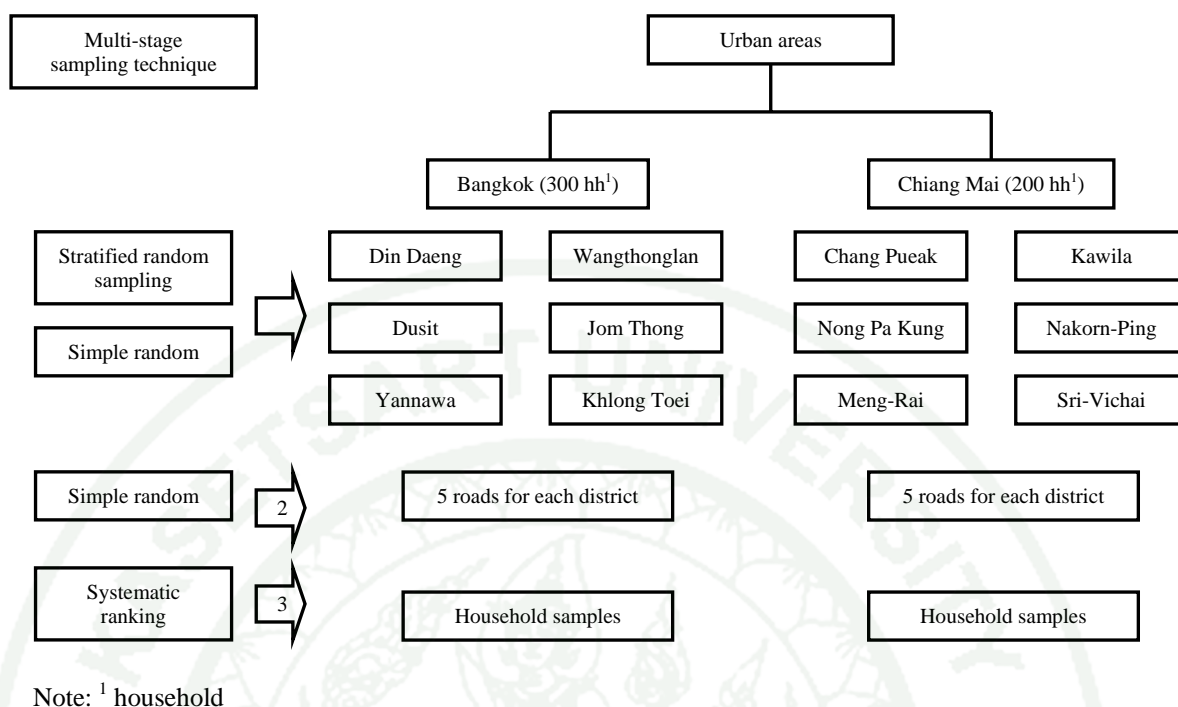 Multi-stage
sampling technique
Urban areas
Bangkok (300 hh¹)
Chiang Mai (200 hh¹)
Stratified random
sampling
Simple random
Din Daeng
Wangthonglan
Chang Pueak
Kawila
Dusit
Jom Thong
Nong Pa Kung
Nakorn-Ping
Yannawa
Khlong Toei
Meng-Rai
Sri-Vichai
Simple random
2
5 roads for each district
5 roads for each district
Systematic
ranking
3
Household samples
Household samples
Note: ¹ household
KASETSART UNIVERSITY